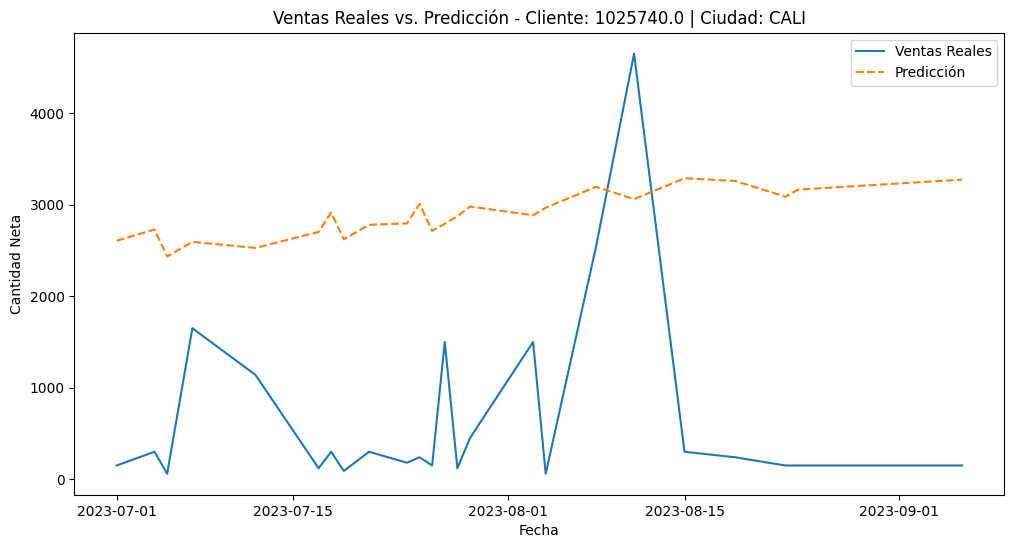 Ventas Reales vs. Predicción - Cliente: 1025740.0 | Ciudad: CALI
Ventas Reales
Predicción
Cantidad Neta
4000
3000
2000
1000
0
2023-07-01
2023-07-15
2023-08-01
2023-08-15
2023-09-01
Fecha